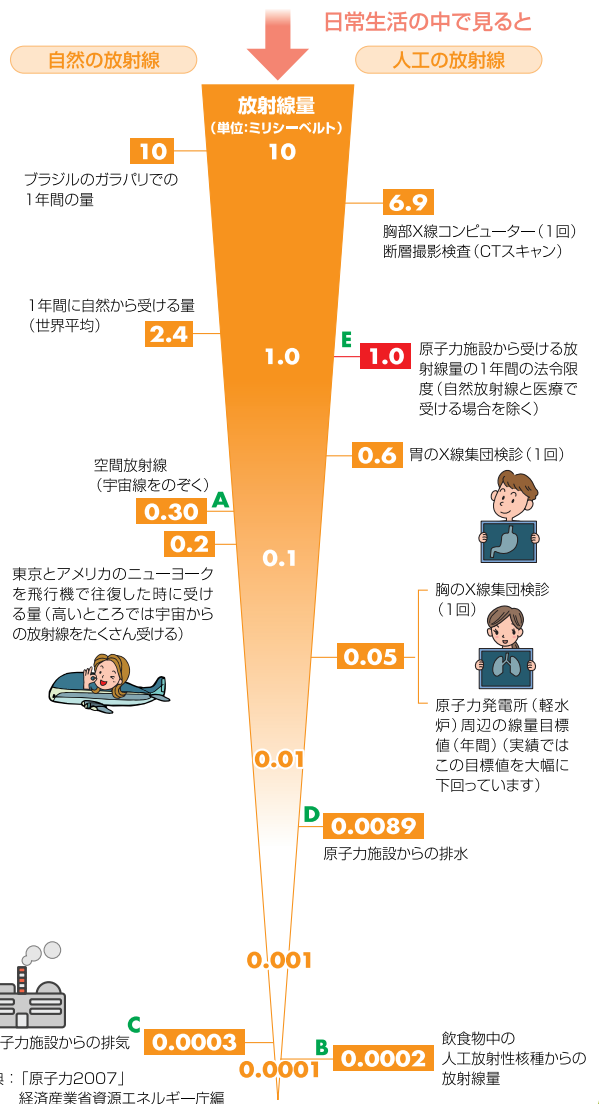 日常生活の中で見ると
自然の放射線
人工の放射線
放射線量
(単位:ミリシーベルト)
10
10
ブラジルのガラパリでの
1年間の量
6.9
胸部X線コンピューター(1回)
断層撮影検査(CTスキャン)
1年間に自然から受ける量
(世界平均)
2.4
1.0
E
1.0
原子力施設から受ける放
射線量の1年間の法令限
度(自然放射線と医療で
受ける場合を除く)
0.6
胃のX線集団検診(1回)
空間放射線
(宇宙線をのぞく)
A
0.30
0.2
0.1
東京とアメリカのニューヨーク
を飛行機で往復した時に受け
る量(高いところでは宇宙から
の放射線をたくさん受ける)
胸のX線集団検診
(1回)
0.05
原子力発電所(軽水
炉)周辺の線量目標
値(年間)(実績では
この目標値を大幅に
下回っています)
0.01
D
0.0089
原子力施設からの排水
0.001
C
子力施設からの排気
0.0003
B
0.0002
飲食物中の
人工放射性核種からの
放射線量
0.0001
:「原子力2007」
経済産業省資源エネルギー庁編